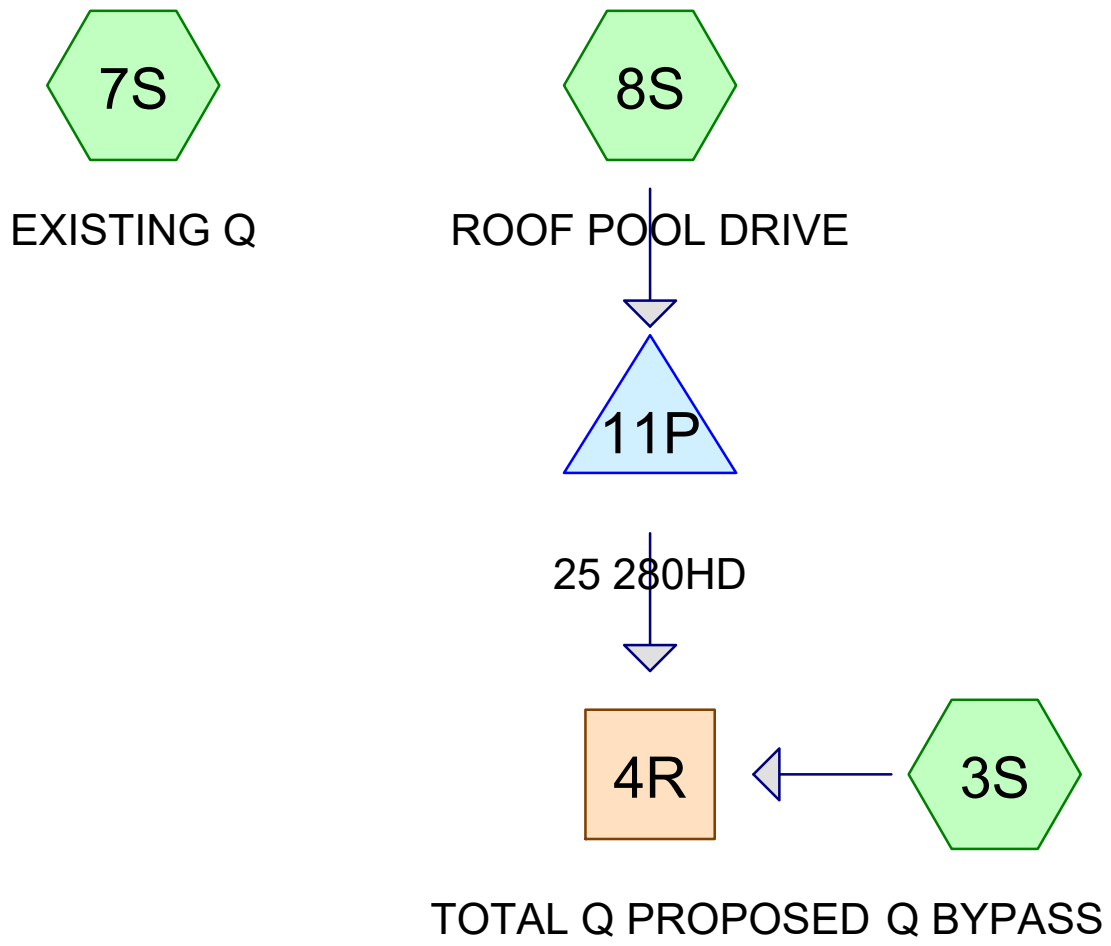 7S
8S
EXISTING Q
ROOF POOL DRIVE
11P
25 280HD
4R
3S
TOTAL Q PROPOSED
Q BYPASS